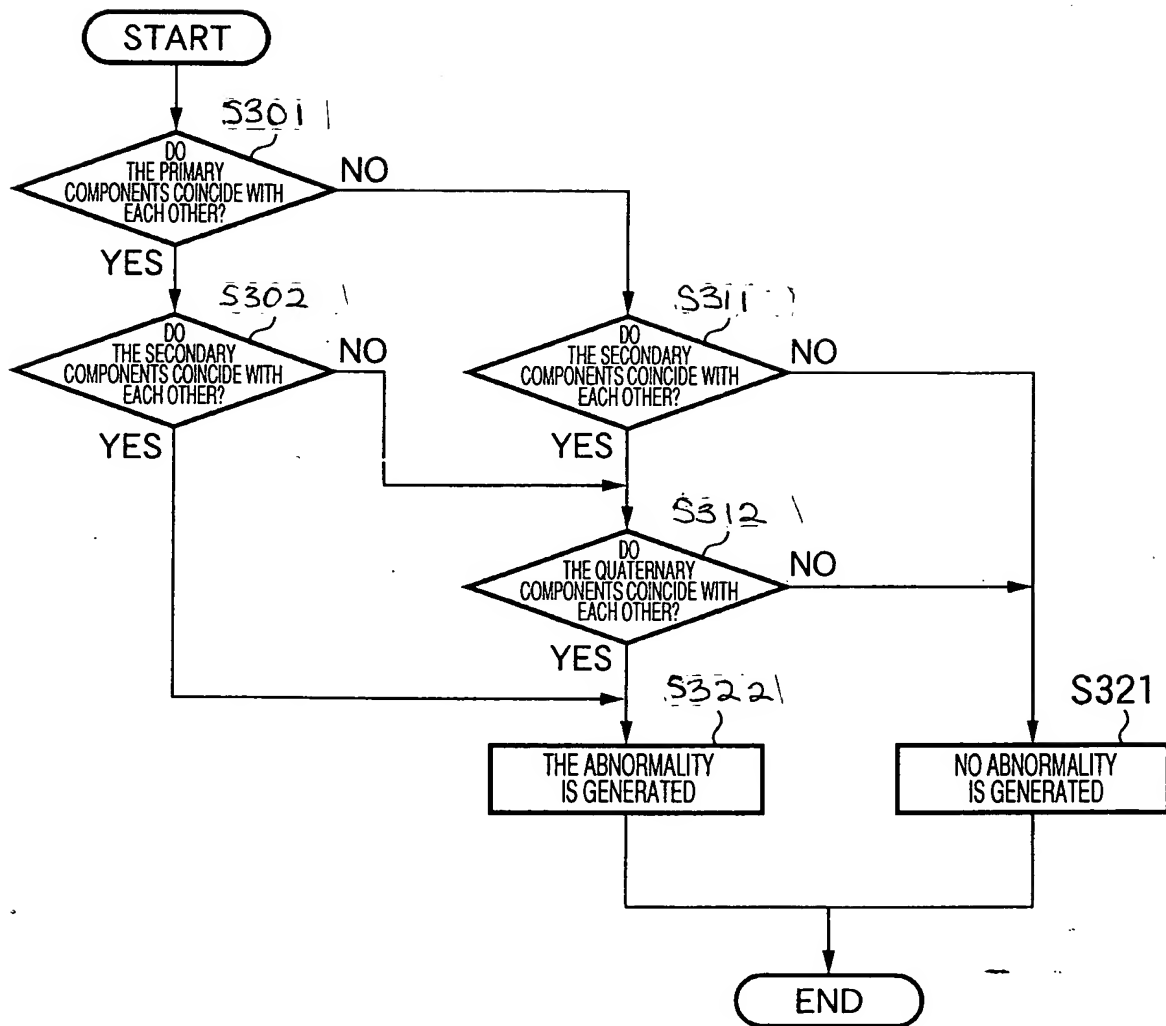 START
S301
DO
THE PRIMARY
COMPONENTS COINCIDE WITH
EACH OTHER?
NO
YES
S302
DO
THE SECONDARY
COMPONENTS COINCIDE WITH
EACH OTHER?
NO
YES
S311
DO
THE SECONDARY
COMPONENTS COINCIDE WITH
EACH OTHER?
NO
YES
S312
DO
THE QUATERNARY
COMPONENTS COINCIDE WITH
EACH OTHER?
NO
YES
S322
THE ABNORMALITY
IS GENERATED
S321
NO ABNORMALITY
IS GENERATED
END